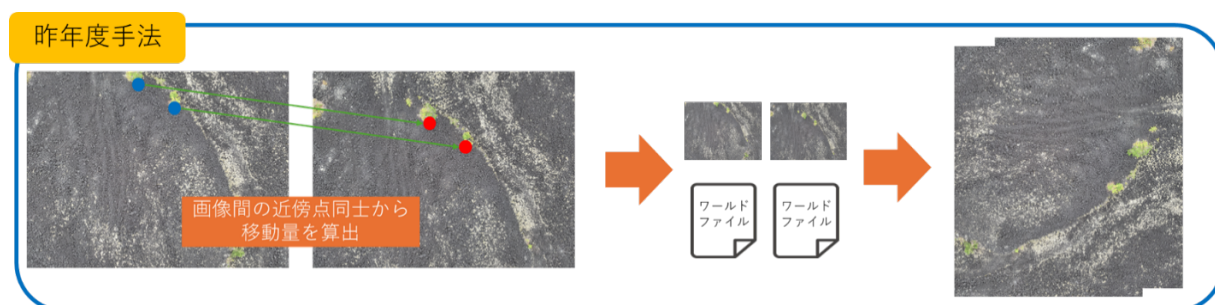 昨年度手法
画像間の近傍点同士から
移動量を算出
ワールド
ファイル
ワールド
ファイル